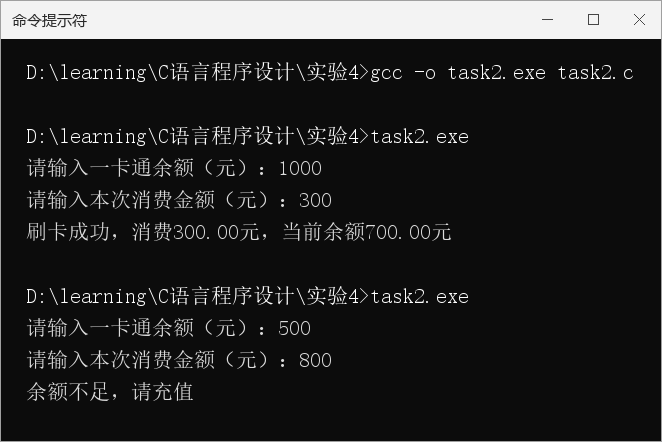 命令提示符
D:\learning\C语言程序设计\实验4>gcc -o task2.exe task2.c
D:\learning\C语言程序设计\实验4>task2.exe
请输入一卡通余额（元）：1000
请输入本次消费金额（元）：300
刷卡成功，消费300.00元，当前余额700.00元
D:\learning\C语言程序设计\实验4>task2.exe
请输入一卡通余额（元）：500
请输入本次消费金额（元）：800
余额不足，请充值